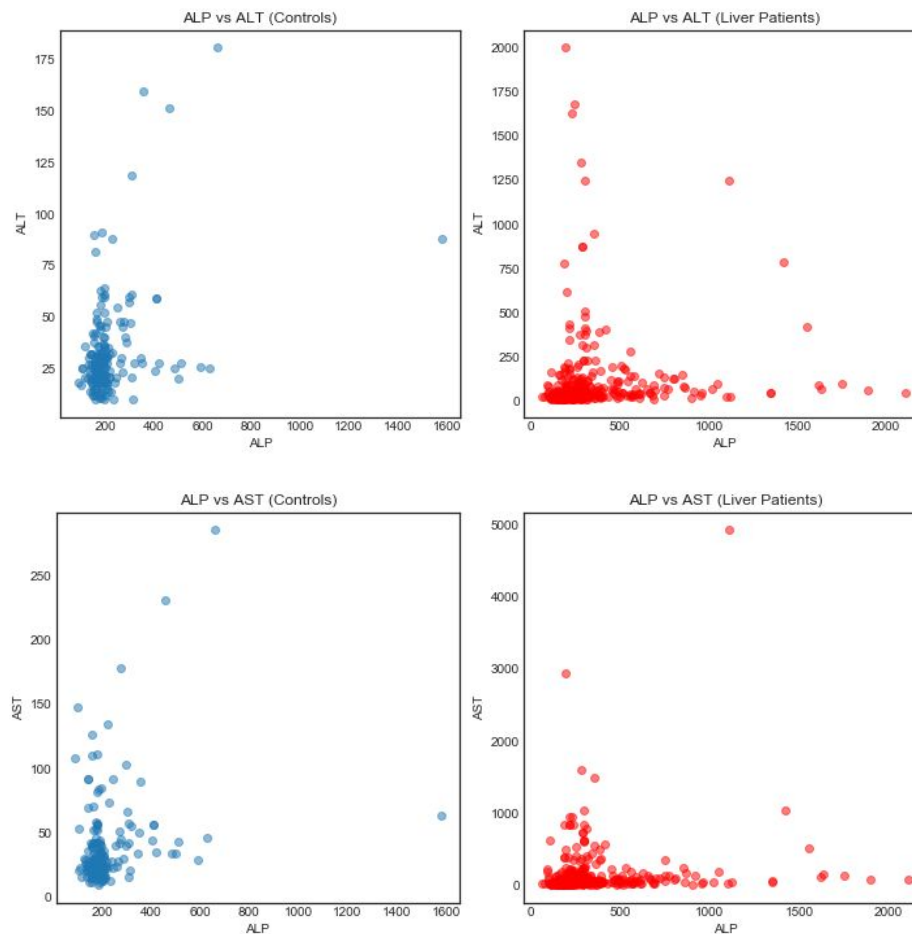 ALP vs ALT (Controls)
175
150
125
100
75
50
25
ALT
200 400 600 800 1000 1200 1400 1600
ALP
ALP vs ALT (Liver Patients)
2000
1750
1500
1250
1000
750
500
250
0
ALT
0 500 1000 1500 2000
ALP
ALP vs AST (Controls)
250
200
150
100
50
0
AST
200 400 600 800 1000 1200 1400 1600
ALP
ALP vs AST (Liver Patients)
5000
4000
3000
2000
1000
0
AST
0 500 1000 1500 2000
ALP